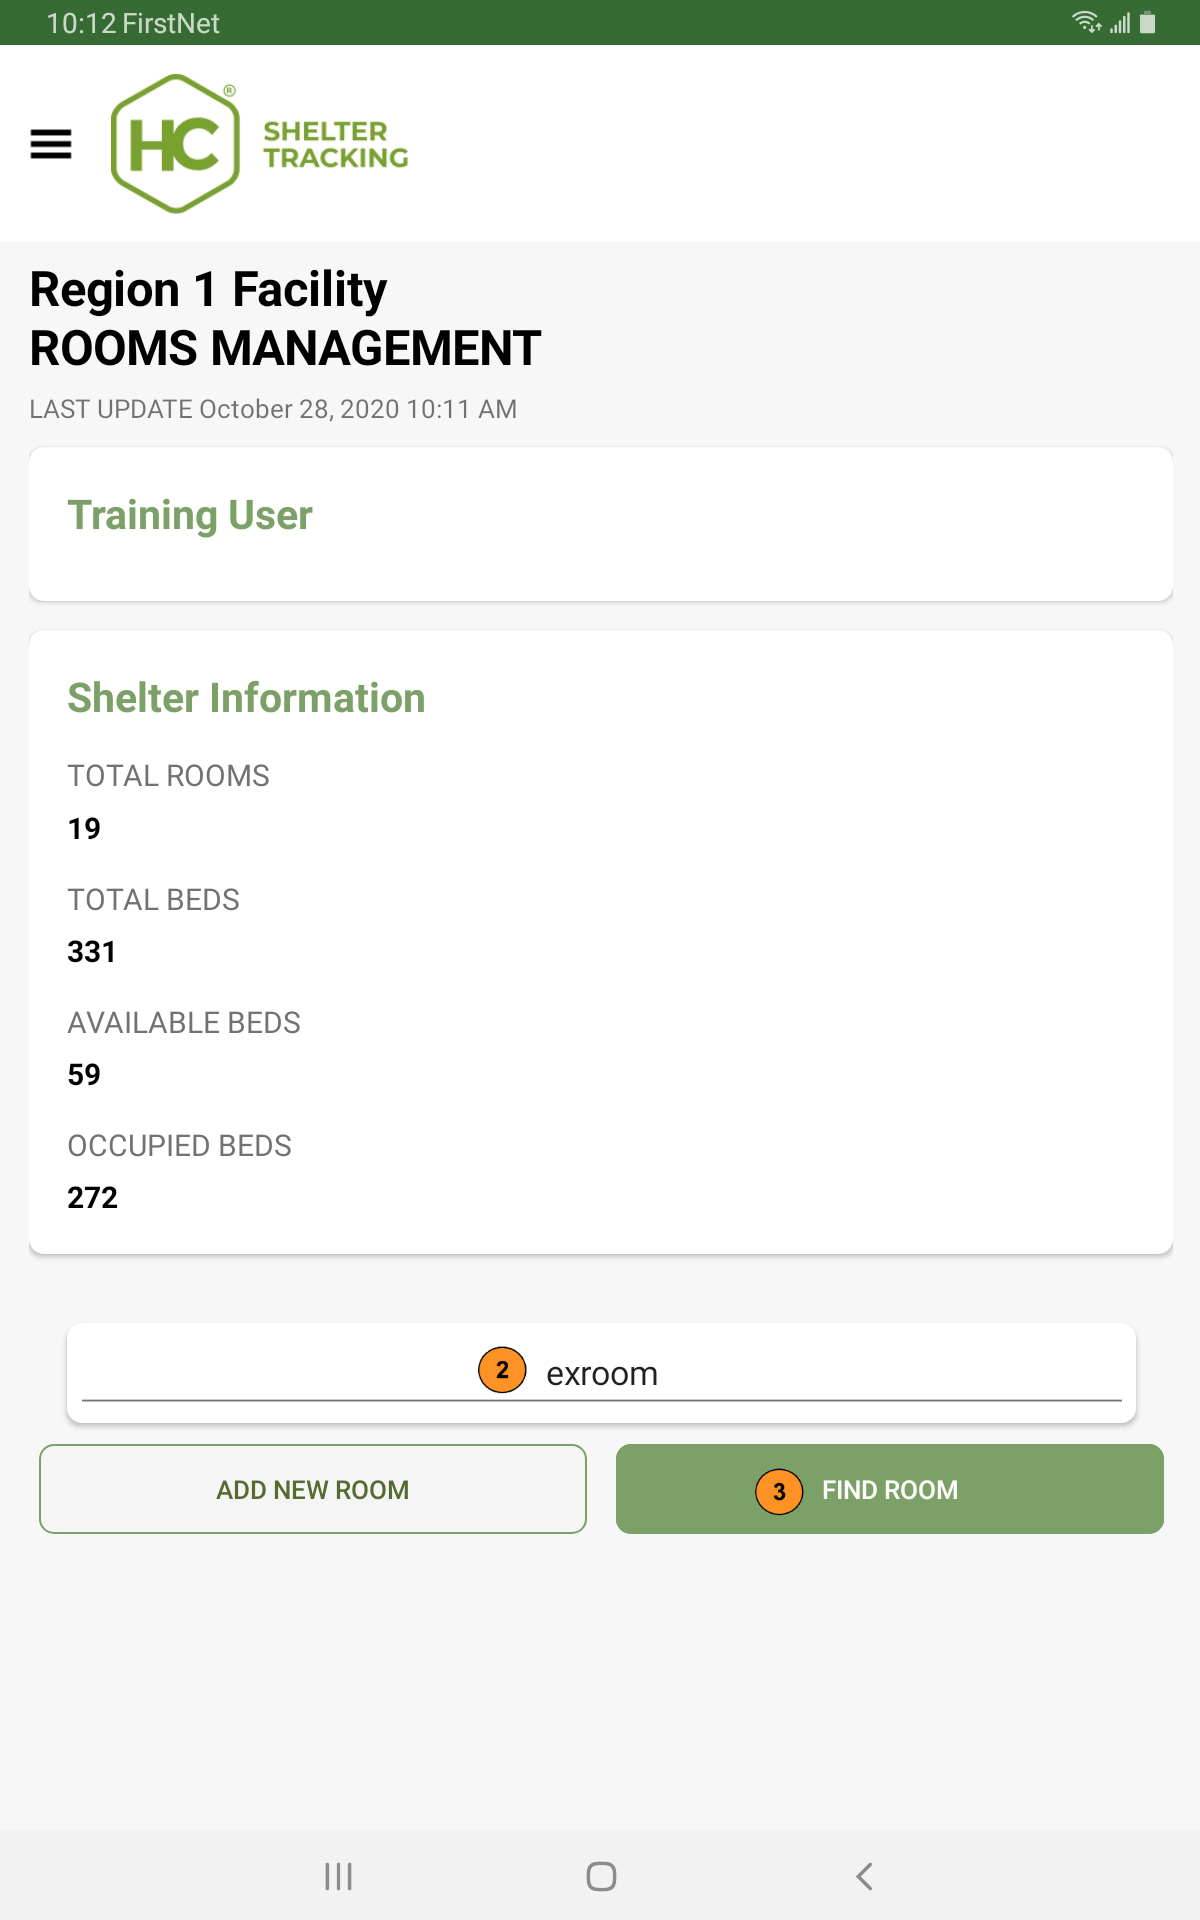 10:12 FirstNet
HC®
SHELTER
TRACKING
Region 1 Facility
ROOMS MANAGEMENT
LAST UPDATE October 28, 2020 10:11 AM
Training User
Shelter Information
TOTAL ROOMS
19
TOTAL BEDS
331
AVAILABLE BEDS
59
OCCUPIED BEDS
272
2 exroom
ADD NEW ROOM
3 FIND ROOM